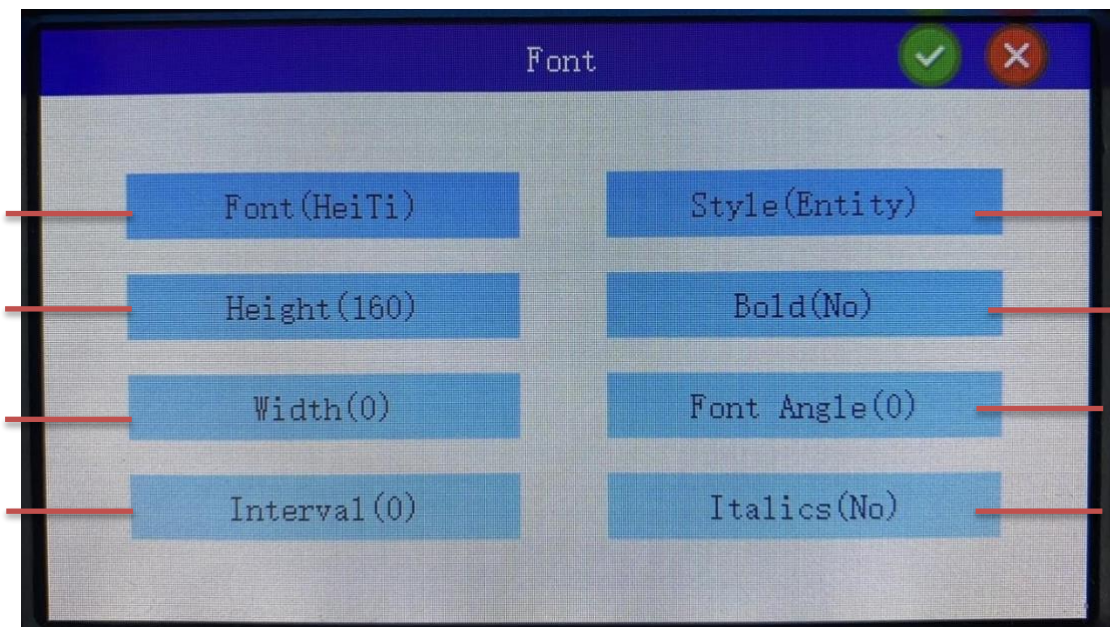 Font
Font(HeiTi)
Style(Entity)
Height(160)
Bold(No)
Width(0)
Font Angle(0)
Interval(0)
Italics(No)